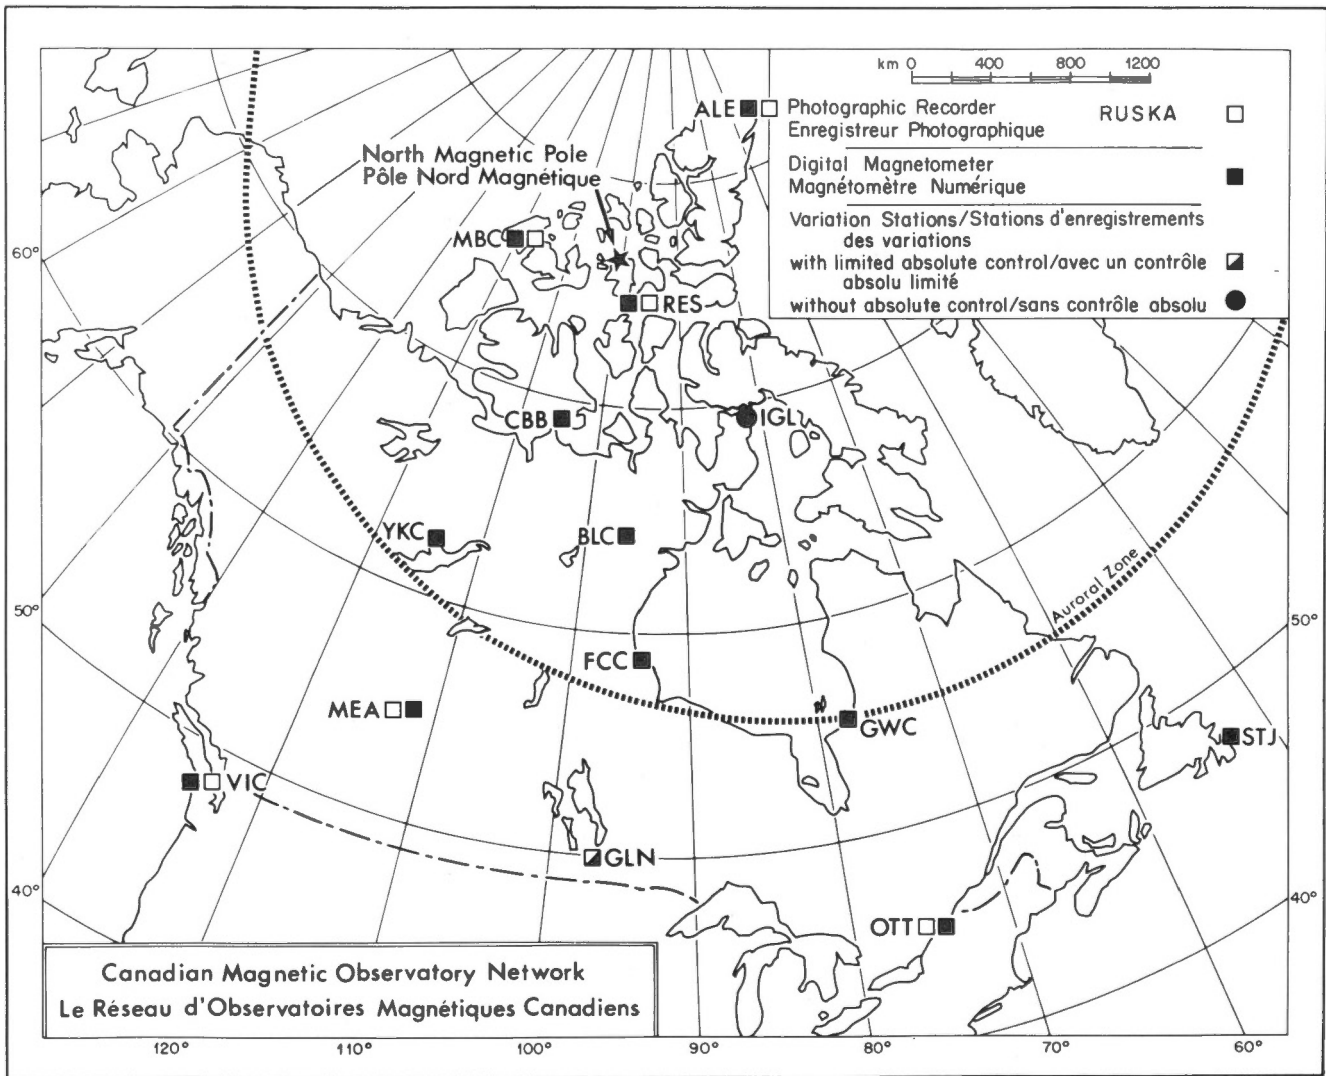 km 0 400 800 1200
ALE
Photographic Recorder
Enregistreur Photographique
RUSKA
North Magnetic Pole
Pôle Nord Magnétique
Digital Magnetometer
Magnétomètre Numérique
Variation Stations/Stations d'enregistrements
des variations
with limited absolute control/avec un contrôle
absolu limité
without absolute control/sans contrôle absolu
MBC
60°
RES
CBB
IGL
YKC
BLC
Auroral Zone
50°
50°
FCC
MEA
GWC
STJ
VIC
GLN
40°
40°
OTT
Canadian Magnetic Observatory Network
Le Réseau d'Observatoires Magnétiques Canadiens
120° 110° 100° 90° 80° 70° 60°